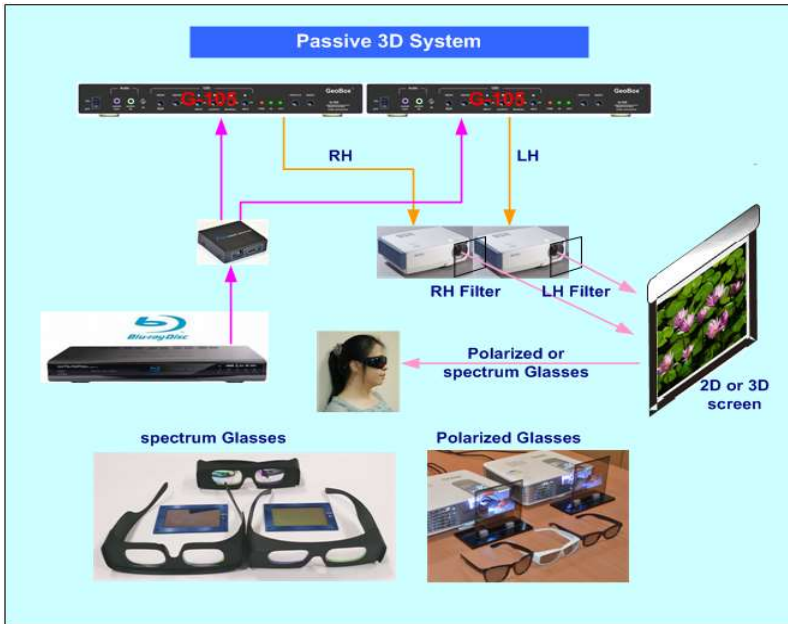 Passive 3D System
GeoBox
G-105
GeoBox
G-105
RH
LH
RH Filter
LH Filter
Blu-ray Disc
Polarized or
spectrum Glasses
2D or 3D
screen
spectrum Glasses
Polarized Glasses